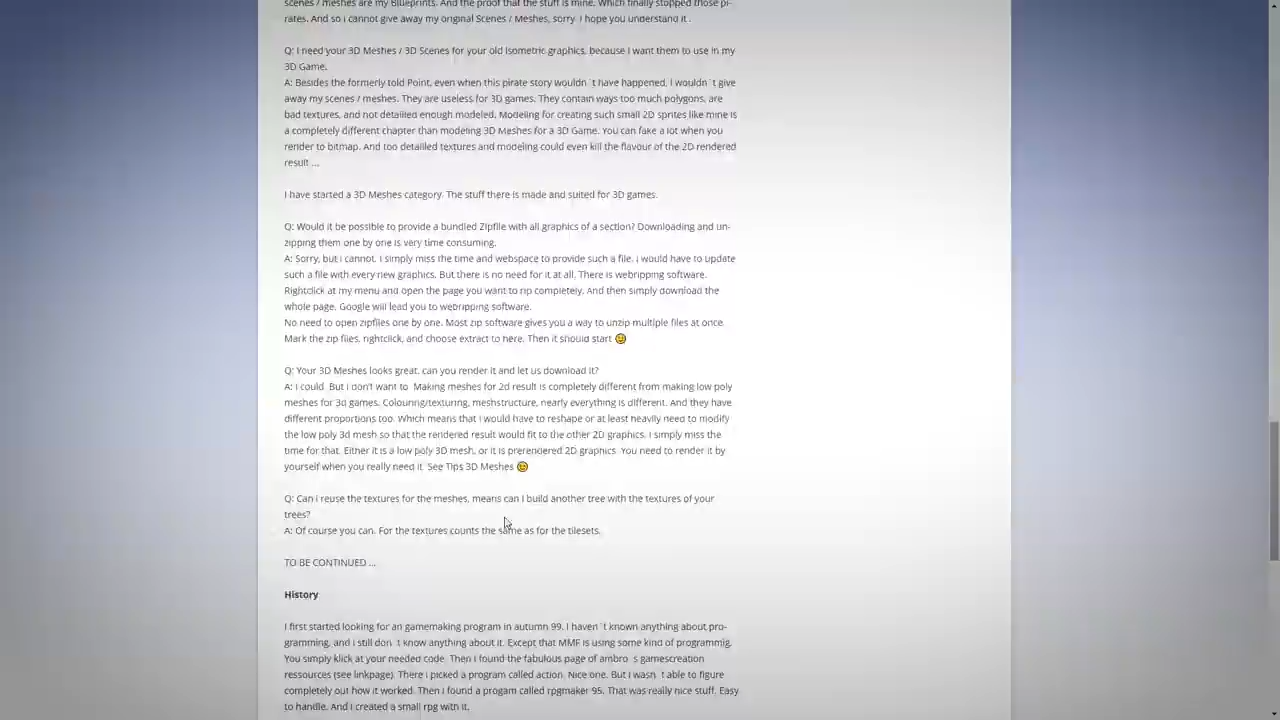 scenes / meshes are my Blueprints. And the proof that the stuff is mine. Which finally stopped those pi-
rates. And so i cannot give away my original Scenes / Meshes, sorry. I hope you understand it .
Q: I need your 3D Meshes / 3D Scenes for your old isometric graphics, because I want them to use in my
3D Game.
A: Besides the formerly told Point, even when this pirate story wouldn´t have happened, I wouldn´t give
away my scenes / meshes. They are useless for 3D games. They contain ways too much polygons, are
bad textures, and not detailled enough modeled. Modeling for creating such small 2D sprites like mine is
a completely different chapter than modeling 3D Meshes for a 3D Game. You can fake a lot when you
render to bitmap. And too detailled textures and modeling could even kill the flavour of the 2D rendered
result ...
I have started a 3D Meshes category. The stuff there is made and suited for 3D games.
Q: Would it be possible to provide a bundled Zipfile with all graphics of a section? Downloading and un-
zipping them one by one is very time consuming.
A: Sorry, but i cannot. I simply miss the time and webspace to provide such a file. i would have to update
such a file with every new graphics. But there is no need for it at all. There is webripping software.
Rightclick at my menu and open the page you want to rip completely. And then simply download the
whole page. Google will lead you to webripping software.
No need to open zipfiles one by one. Most zip software gives you a way to unzip multiple files at once.
Mark the zip files, rightclick, and choose extract to here. Then it should start
Q: Your 3D Meshes looks great. can you render it and let us download it?
A: I could. But i don't want to. Making meshes for 2d result is completely different from making low poly
meshes for 3d games. Colouring/texturing, meshstructure, nearly everything is different. And they have
different proportions too. Which means that i would have to reshape or at least heavily need to modify
the low poly 3d mesh so that the rendered result would fit to the other 2D graphics. I simply miss the
time for that. Either it is a low poly 3D mesh, or it is prerendered 2D graphics. You need to render it by
yourself when you really need it. See Tips 3D Meshes
Q: Can i reuse the textures for the meshes, means can I build another tree with the textures of your
trees?
A: Of course you can. For the textures counts the same as for the tilesets.
TO BE CONTINUED ...
History
I first started looking for an gamemaking program in autumn 99. I haven´t known anything about pro-
gramming, and i still don´t know anything about it. Except that MMF is using some kind of programmig.
You simply klick at your needed code. Then i found the fabulous page of ambro´s gamescreation
ressources (see linkpage). There i picked a program called action. Nice one. But I wasn´t able to figure
completely out how it worked. Then i found a progam called rpgmaker 95. That was really nice stuff. Easy
to handle. And i created a small rpg with it.